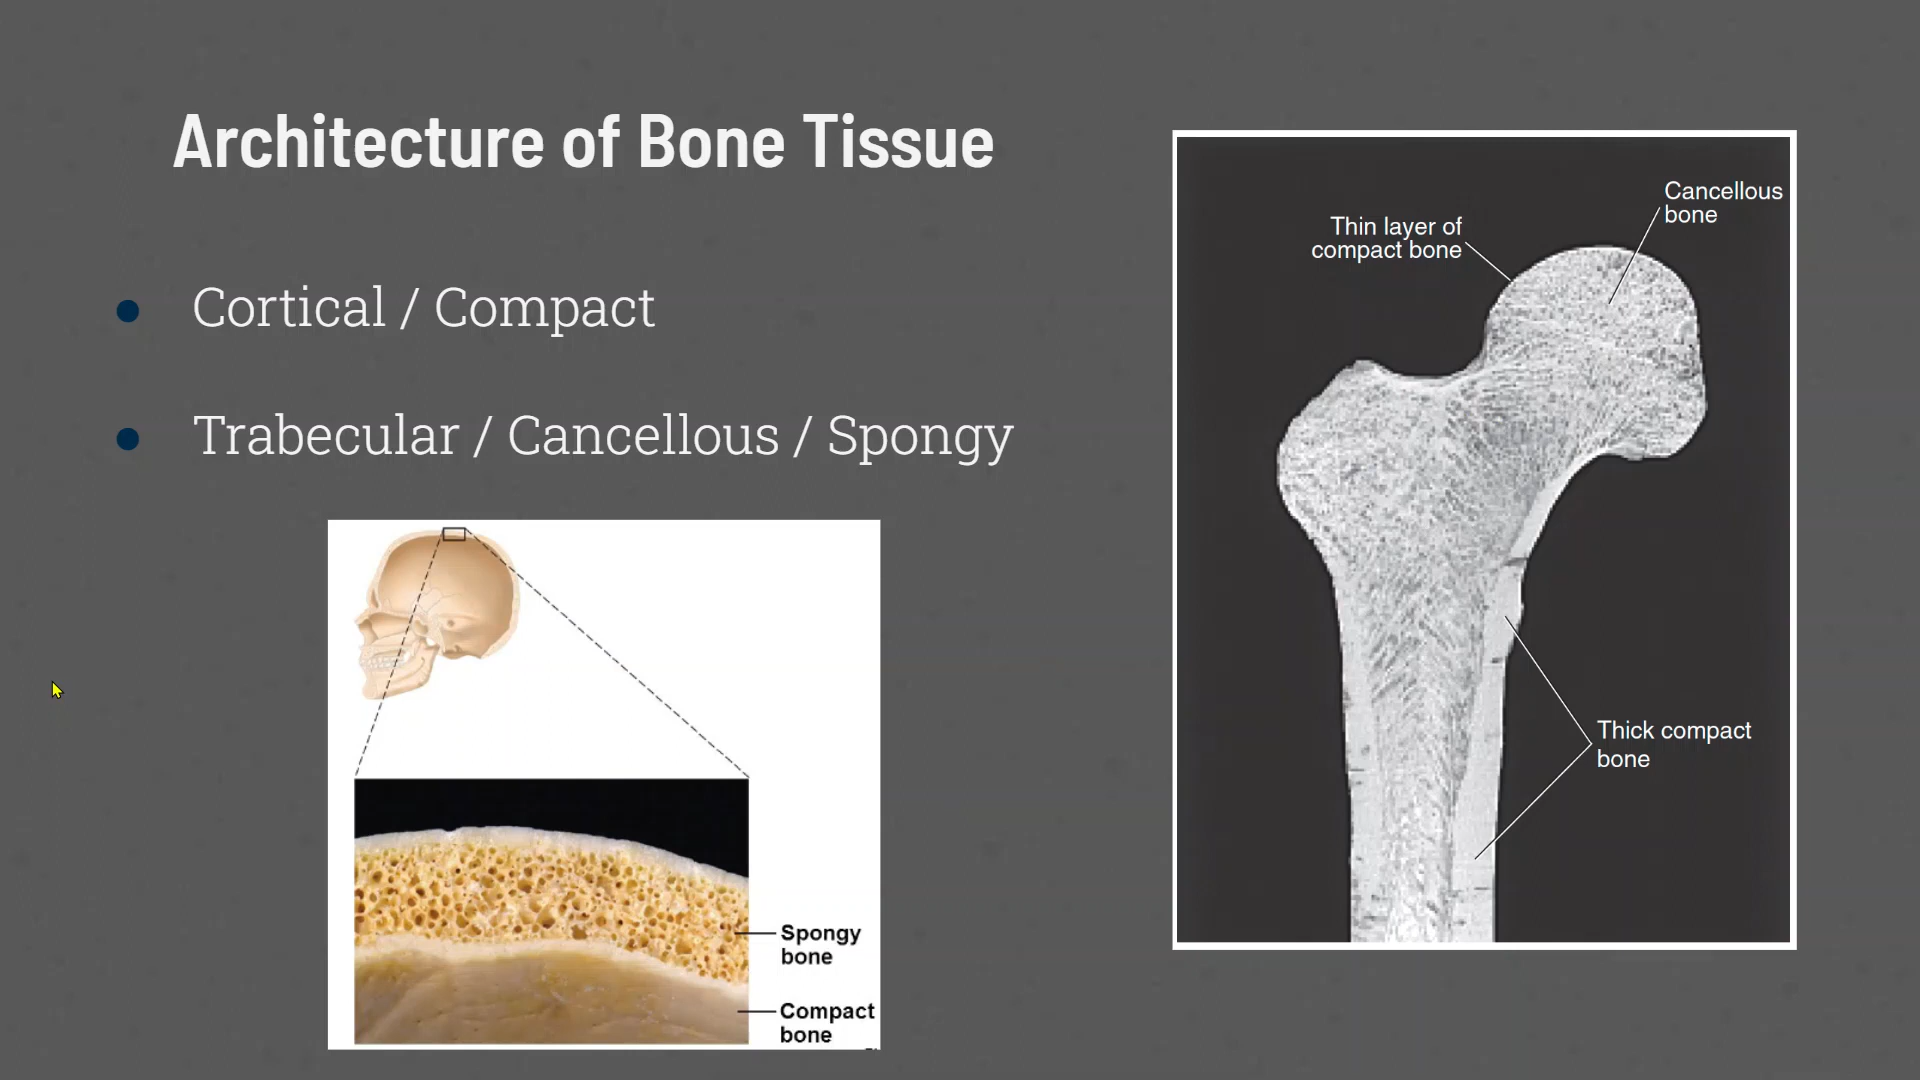 Architecture of Bone Tissue
Cortical / Compact
Trabecular / Cancellous / Spongy
Spongy
bone
Compact
bone
Cancellous
bone
Thin layer of
compact bone
Thick compact
bone